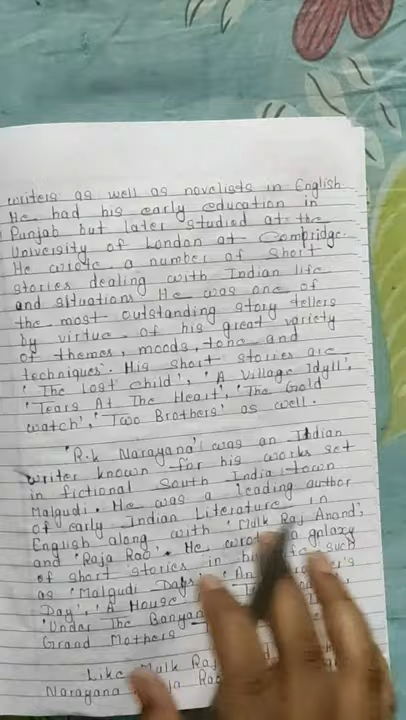 writers as well as novelists in English
He had his early education in
Punjab but later studied at the
University of London at Cambridge.
He wrote a number of short
stories dealing with Indian life
and situations He was one of
the most outstanding story tellers
by virtue of his great variety
of themes, moods, tone and
techniques. His short stories are
'The Lost child', 'A Village Idyll',
'Tears At The Heart', 'The Gold
watch', 'Two Brothers' as well.
'R.k Narayana' was an Indian
writer known for his works set
in fictional South India town
Malgudi. He was a leading author
of early Indian Literature in
English along with 'Mulk Raj Anand',
and 'Raja Rao'. He wrote a galaxy
of short stories in his life such
as 'Malgudi Days',
Day', 'A House
'Under The Banyan
Grand Mothers
Like Mulk Raj
Narayana Raja Rao